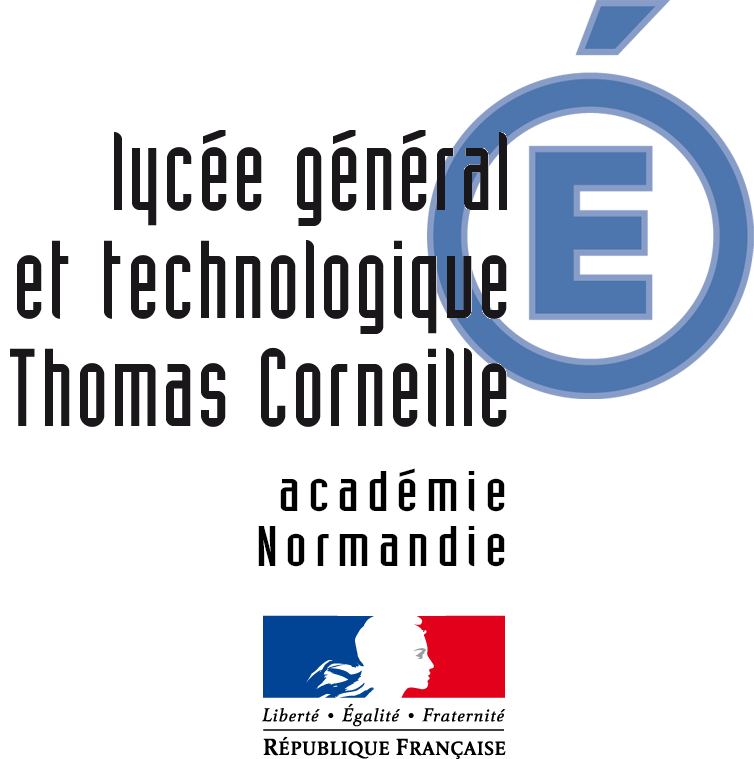 lycée général
et technologique
Thomas Corneille
É
académie
Normandie
Liberté • Égalité • Fraternité
RÉPUBLIQUE FRANÇAISE